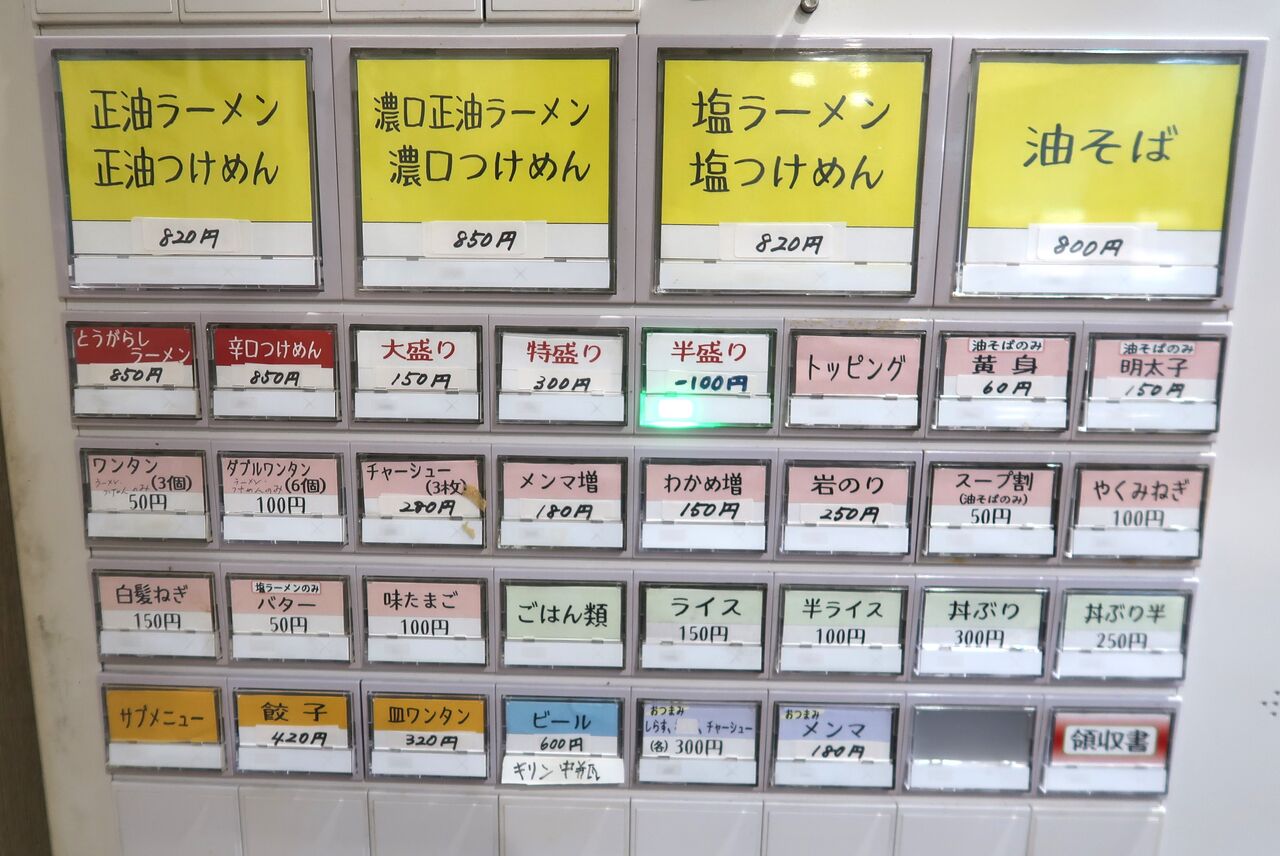 正油ラーメン
正油つけめん
820円
濃口正油ラーメン
濃口つけめん
850円
塩ラーメン
塩つけめん
820円
油そば
800円
とうがらし
ラーメン
850円
辛口つけめん
850円
大盛り
150円
特盛り
300円
半盛り
-100円
トッピング
油そばのみ
黄身
60円
油そばのみ
明太子
150円
ワンタン
(3個)
50円
ダブルワンタン
(6個)
100円
チャーシュー
(3枚)
280円
メンマ増
180円
わかめ増
150円
岩のり
250円
スープ割
(油そばのみ)
50円
やくみねぎ
100円
白髪ねぎ
150円
塩ラーメンのみ
バター
50円
味たまご
100円
ごはん類
ライス
150円
半ライス
100円
丼ぶり
300円
丼ぶり半
250円
サブメニュー
餃子
420円
皿ワンタン
320円
ビール
600円
キリン 中瓶
おつまみ
しらす、 、チャーシュー
(各)300円
おつまみ
メンマ
180円
領収書